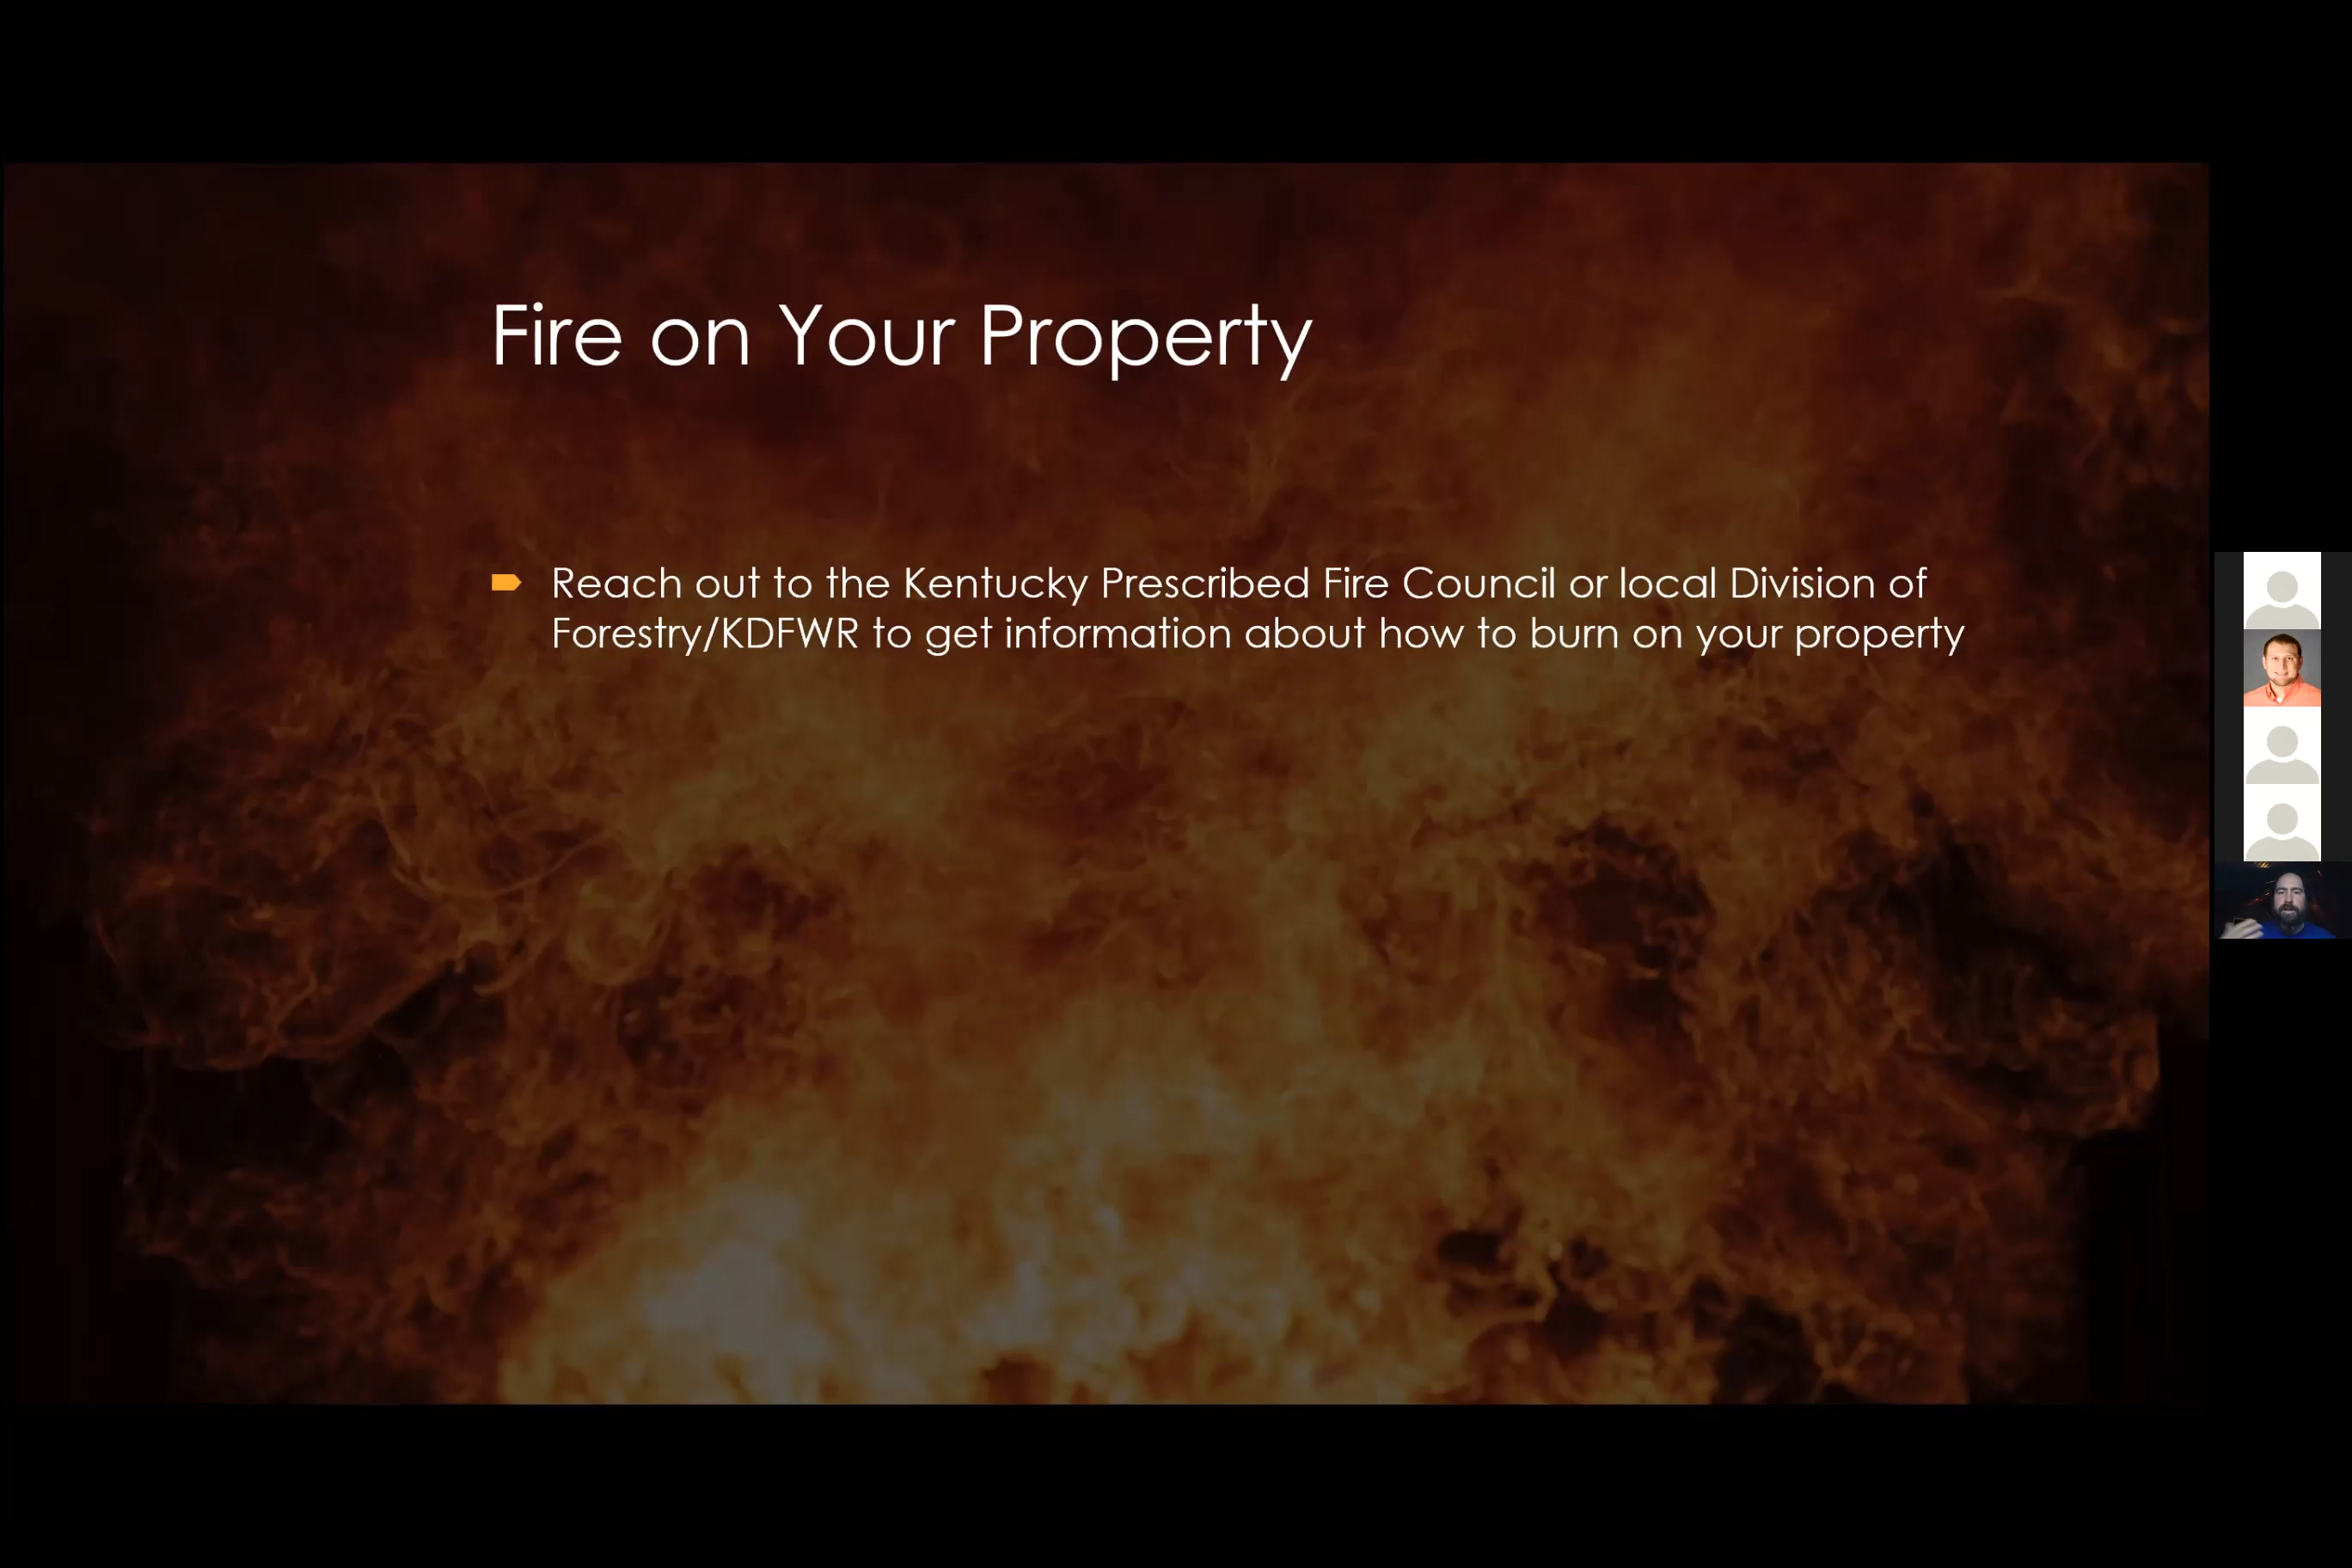 Fire on Your Property
Reach out to the Kentucky Prescribed Fire Council or local Division of
Forestry/KDFWR to get information about how to burn on your property